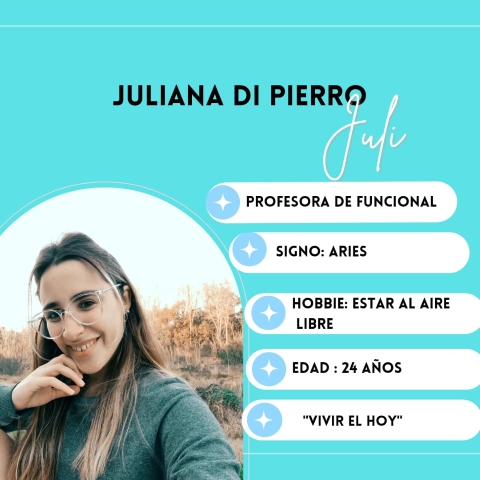 JULIANA DI PIERRO
Juli
PROFESORA DE FUNCIONAL
SIGNO: ARIES
HOBBIE: ESTAR AL AIRE
LIBRE
EDAD : 24 AÑOS
"VIVIR EL HOY"